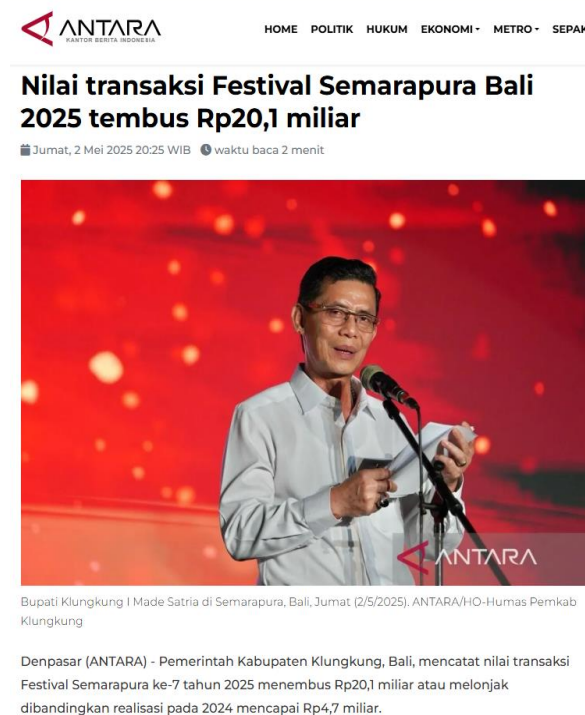 ANTARA
KANTOR BERITA INDONESIA
HOME POLITIK HUKUM EKONOMI METRO SEPAK
Nilai transaksi Festival Semarapura Bali
2025 tembus Rp20,1 miliar
Jumat, 2 Mei 2025 20:25 WIB waktu baca 2 menit
ANTARA
Bupati Klungkung I Made Satria di Semarapura, Bali, Jumat (2/5/2025). ANTARA/HO-Humas Pemkab
Klungkung
Denpasar (ANTARA) - Pemerintah Kabupaten Klungkung, Bali, mencatat nilai transaksi
Festival Semarapura ke-7 tahun 2025 menembus Rp20,1 miliar atau melonjak
dibandingkan realisasi pada 2024 mencapai Rp4,7 miliar.